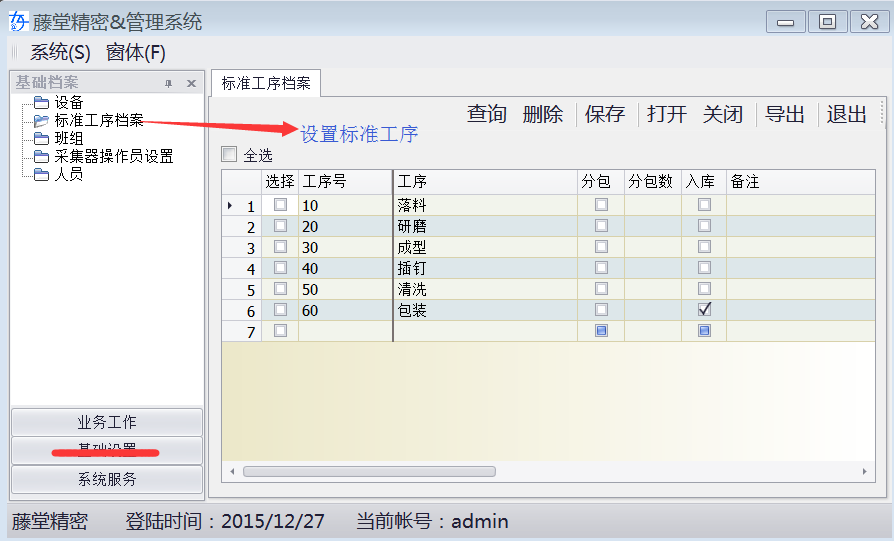 藤堂精密&管理系统
系统(S) 窗体(F)
基础档案
设备
标准工序档案
班组
采集器操作员设置
人员
业务工作
基础设置
系统服务
标准工序档案
查询 删除 保存 打开 关闭 导出 退出
设置标准工序
全选
选择 工序号 工序 分包 分包数 入库 备注
1 10 落料
2 20 研磨
3 30 成型
4 40 插钉
5 50 清洗
6 60 包装
7
藤堂精密 登陆时间：2015/12/27 当前帐号：admin